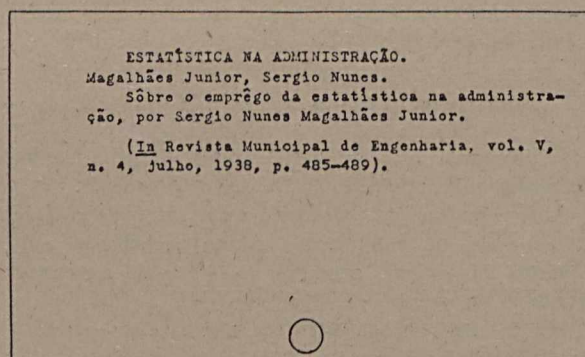 ESTATÍSTICA NA ADMINISTRAÇÃO.
Magalhães Junior, Sergio Nunes.
Sôbre o emprêgo da estatística na administra-
ção, por Sergio Nunes Magalhães Junior.
(In Revista Municipal de Engenharia, vol. V,
n. 4, julho, 1938, p. 485-489).